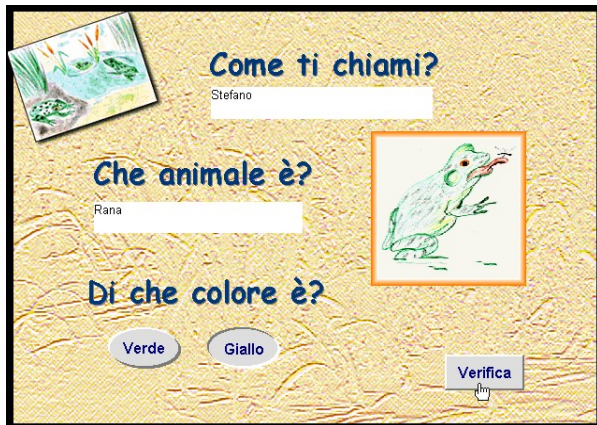 Come ti chiami?
Stefano
Che animale è?
Rana
Di che colore è?
Verde Giallo
Verifica